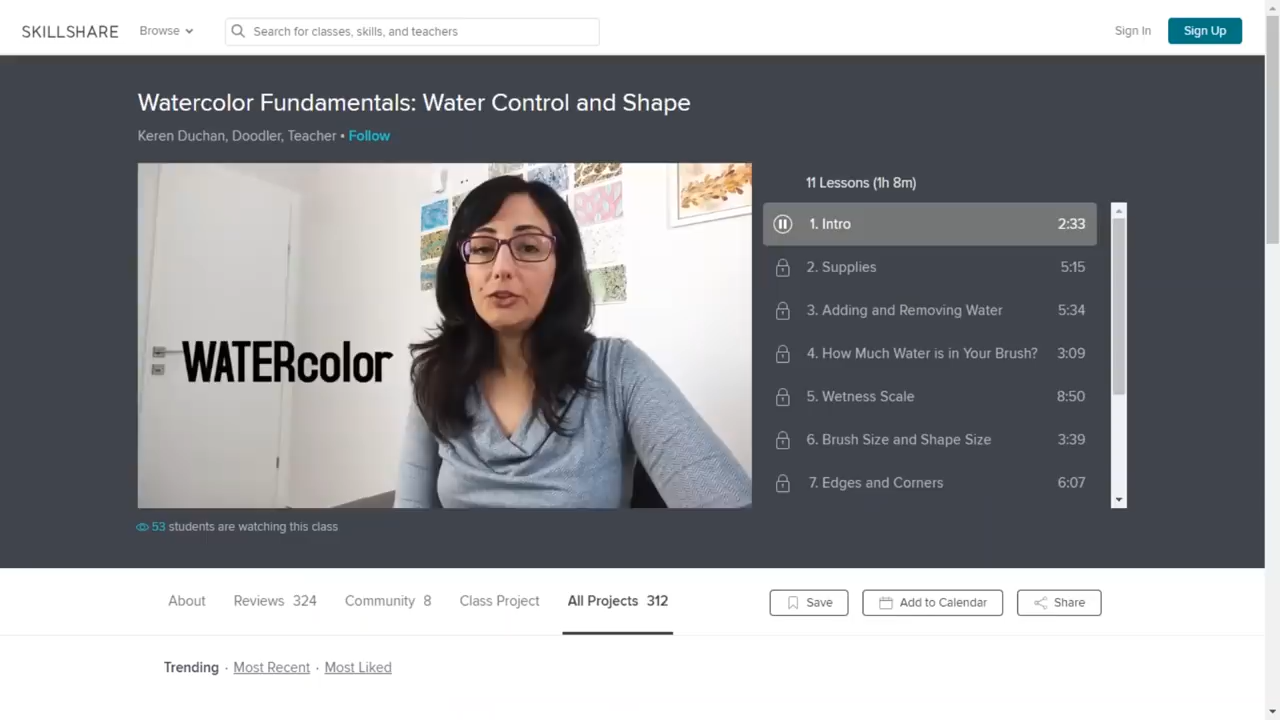 SKILLSHARE
Browse
Search for classes, skills, and teachers
Sign In
Sign Up
Watercolor Fundamentals: Water Control and Shape
Keren Duchan, Doodler, Teacher • Follow
WATERcolor
11 Lessons (1h 8m)
1. Intro 2:33
2. Supplies 5:15
3. Adding and Removing Water 5:34
4. How Much Water is in Your Brush? 3:09
5. Wetness Scale 8:50
6. Brush Size and Shape Size 3:39
7. Edges and Corners 6:07
53 students are watching this class
About
Reviews 324
Community 8
Class Project
All Projects 312
Save
Add to Calendar
Share
Trending · Most Recent · Most Liked